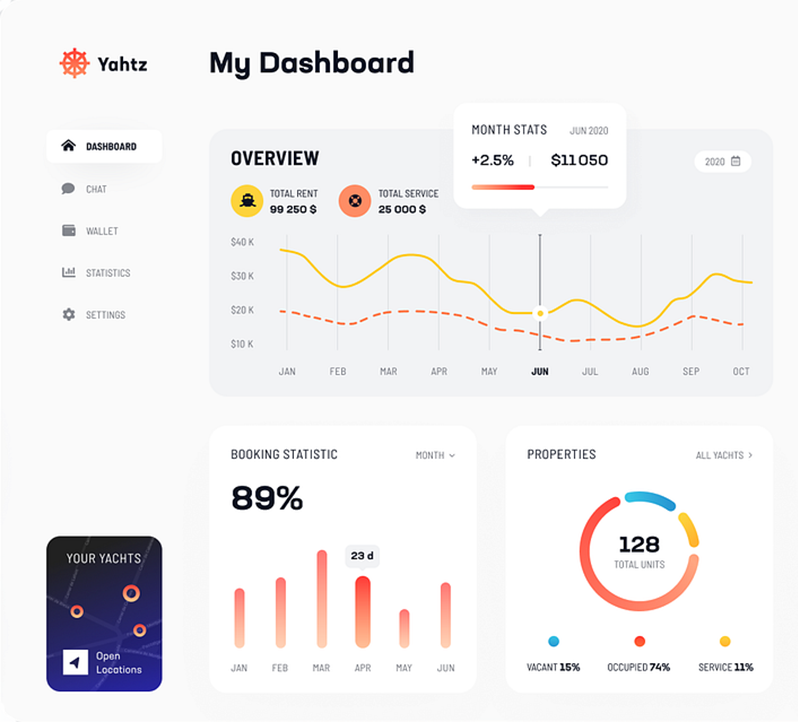 Yahtz
My Dashboard
DASHBOARD
CHAT
WALLET
STATISTICS
SETTINGS
OVERVIEW
TOTAL RENT
99 250 $
TOTAL SERVICE
25 000 $
MONTH STATS JUN 2020
+2.5% | $11 050
2020
$40 K
$30 K
$20 K
$10 K
JAN FEB MAR APR MAY JUN JUL AUG SEP OCT
BOOKING STATISTIC MONTH
89%
23 d
JAN FEB MAR APR MAY JUN
PROPERTIES ALL YACHTS
128
TOTAL UNITS
VACANT 15% OCCUPIED 74% SERVICE 11%
YOUR YACHTS
Open
Locations